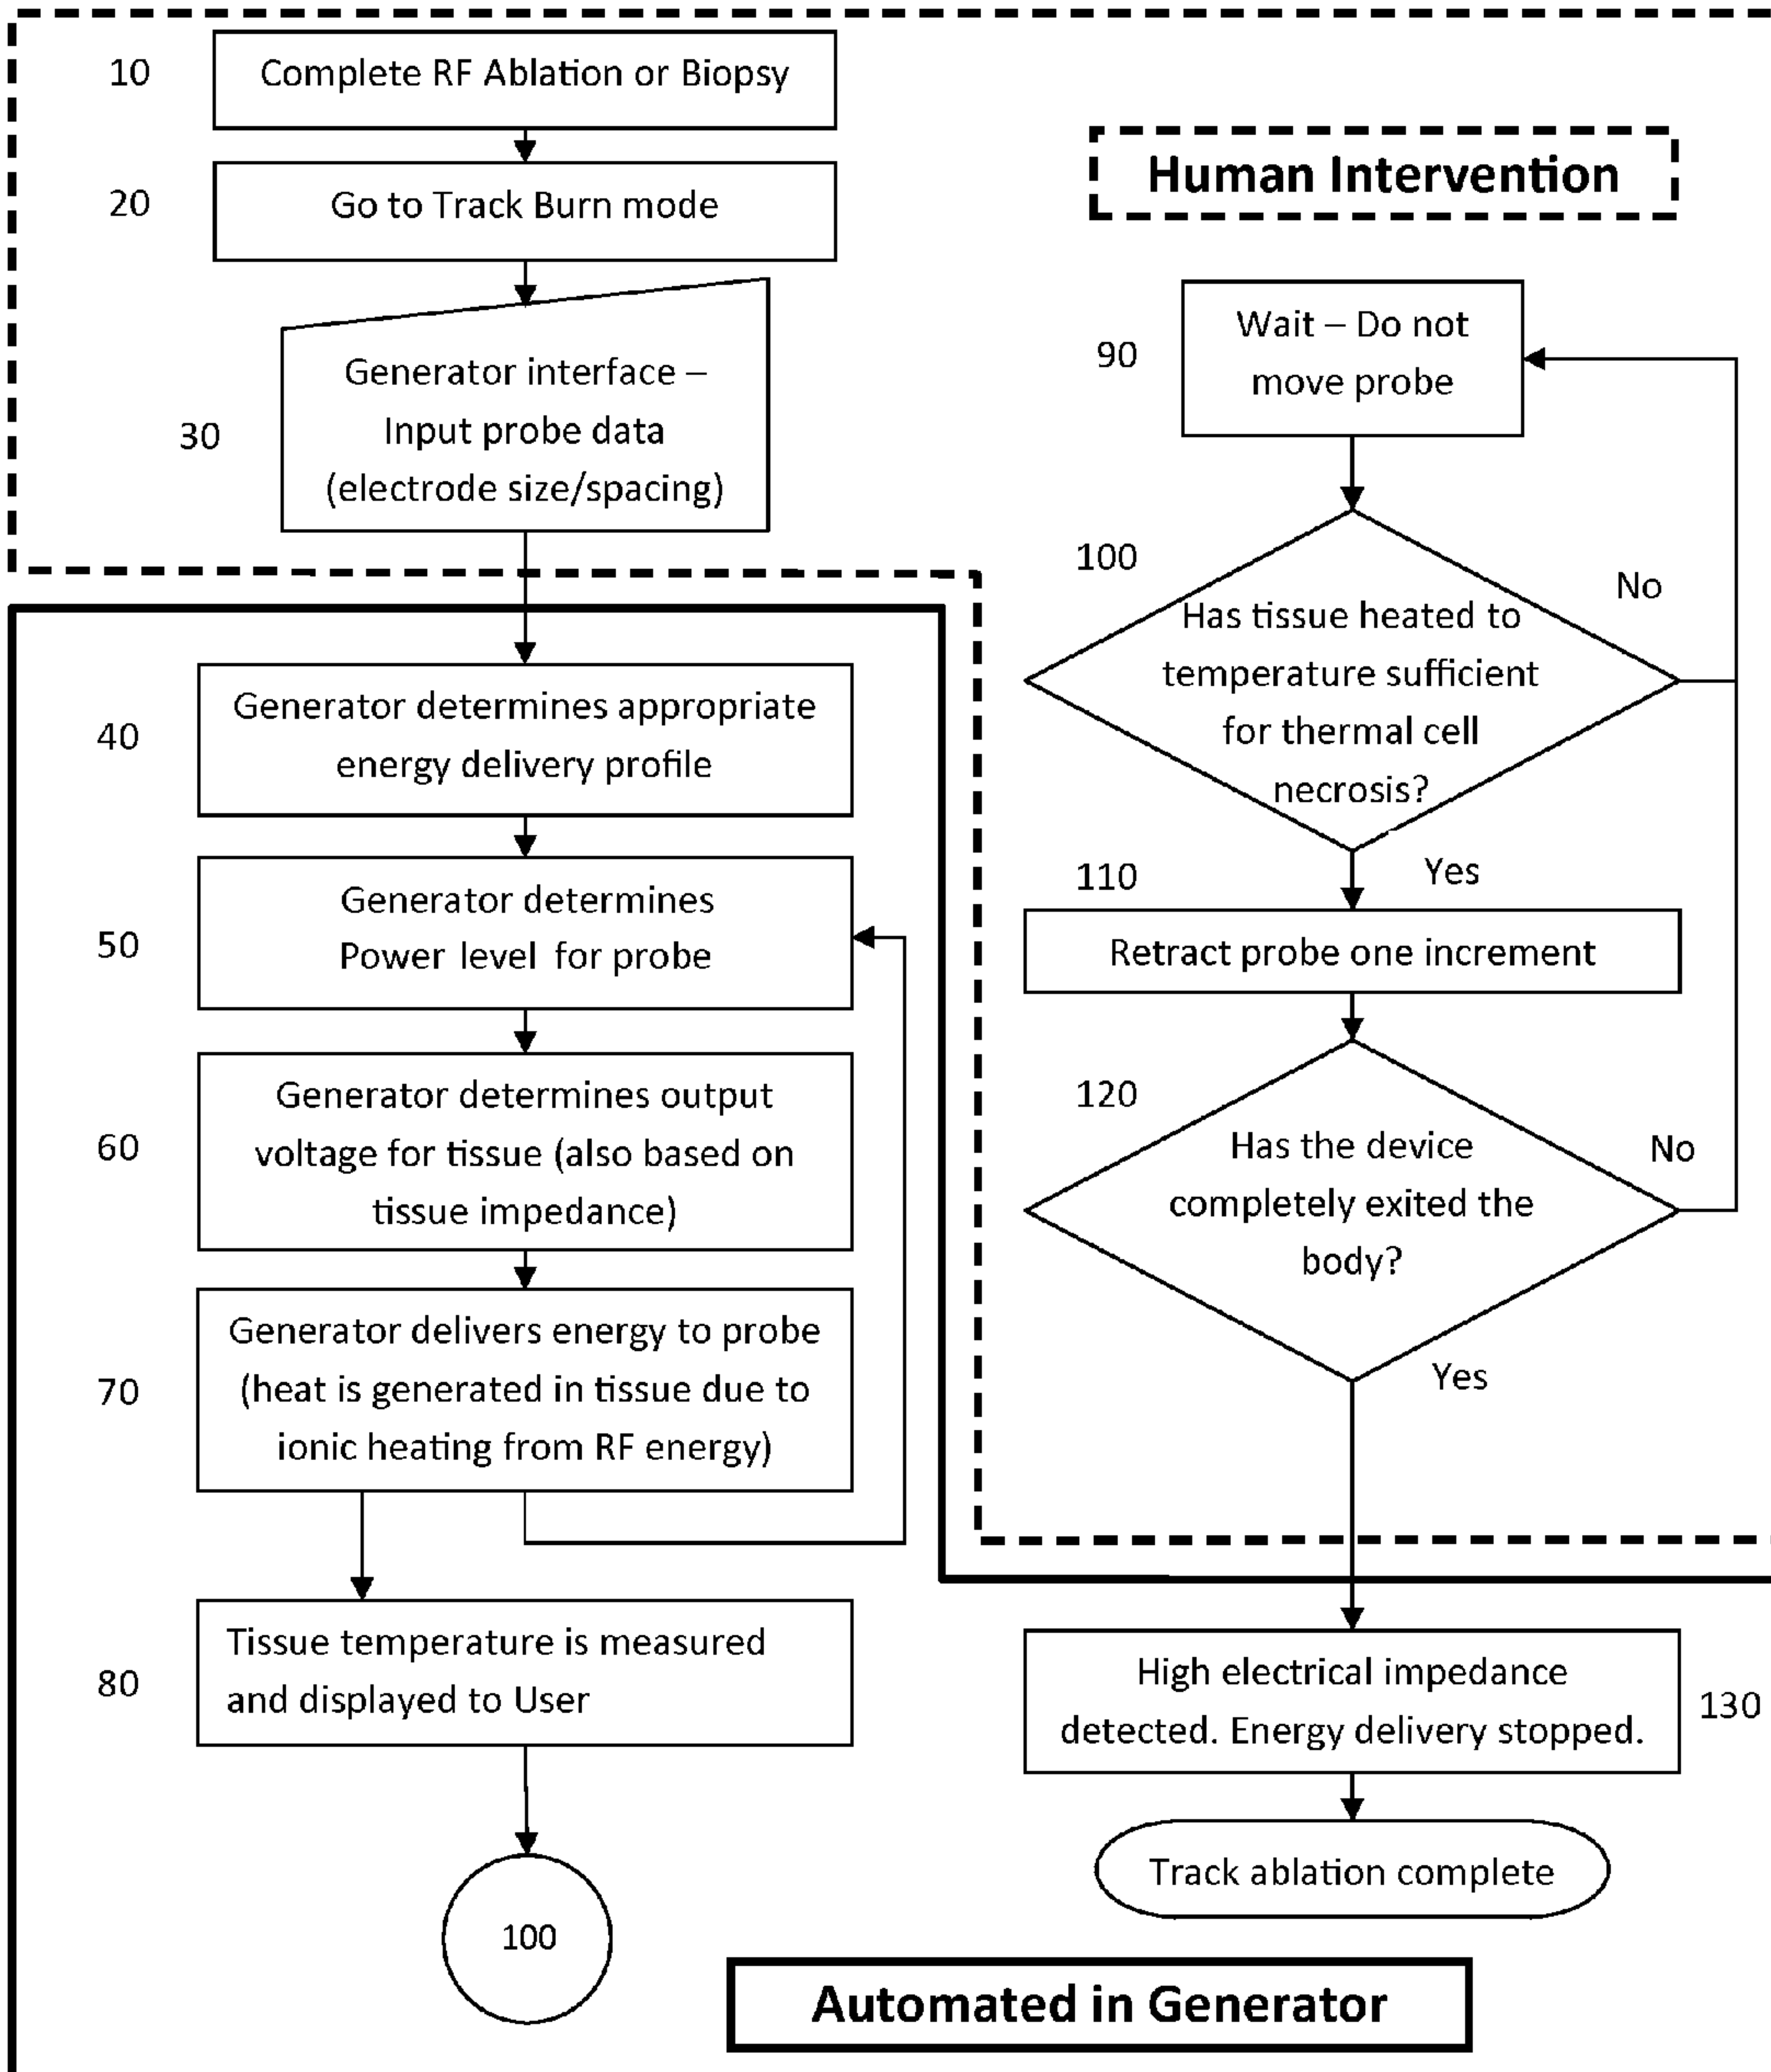 10
Complete RF Ablation or Biopsy
20
Go to Track Burn mode
30
Generator interface –
Input probe data
(electrode size/spacing)
40
Generator determines appropriate
energy delivery profile
50
Generator determines
Power level for probe
60
Generator determines output
voltage for tissue (also based on
tissue impedance)
70
Generator delivers energy to probe
(heat is generated in tissue due to
ionic heating from RF energy)
80
Tissue temperature is measured
and displayed to User
100
Human Intervention
90
Wait – Do not
move probe
100
No
Has tissue heated to
temperature sufficient
for thermal cell
necrosis?
Yes
110
Retract probe one increment
120
No
Has the device
completely exited the
body?
Yes
High electrical impedance
detected. Energy delivery stopped.
130
Track ablation complete
Automated in Generator